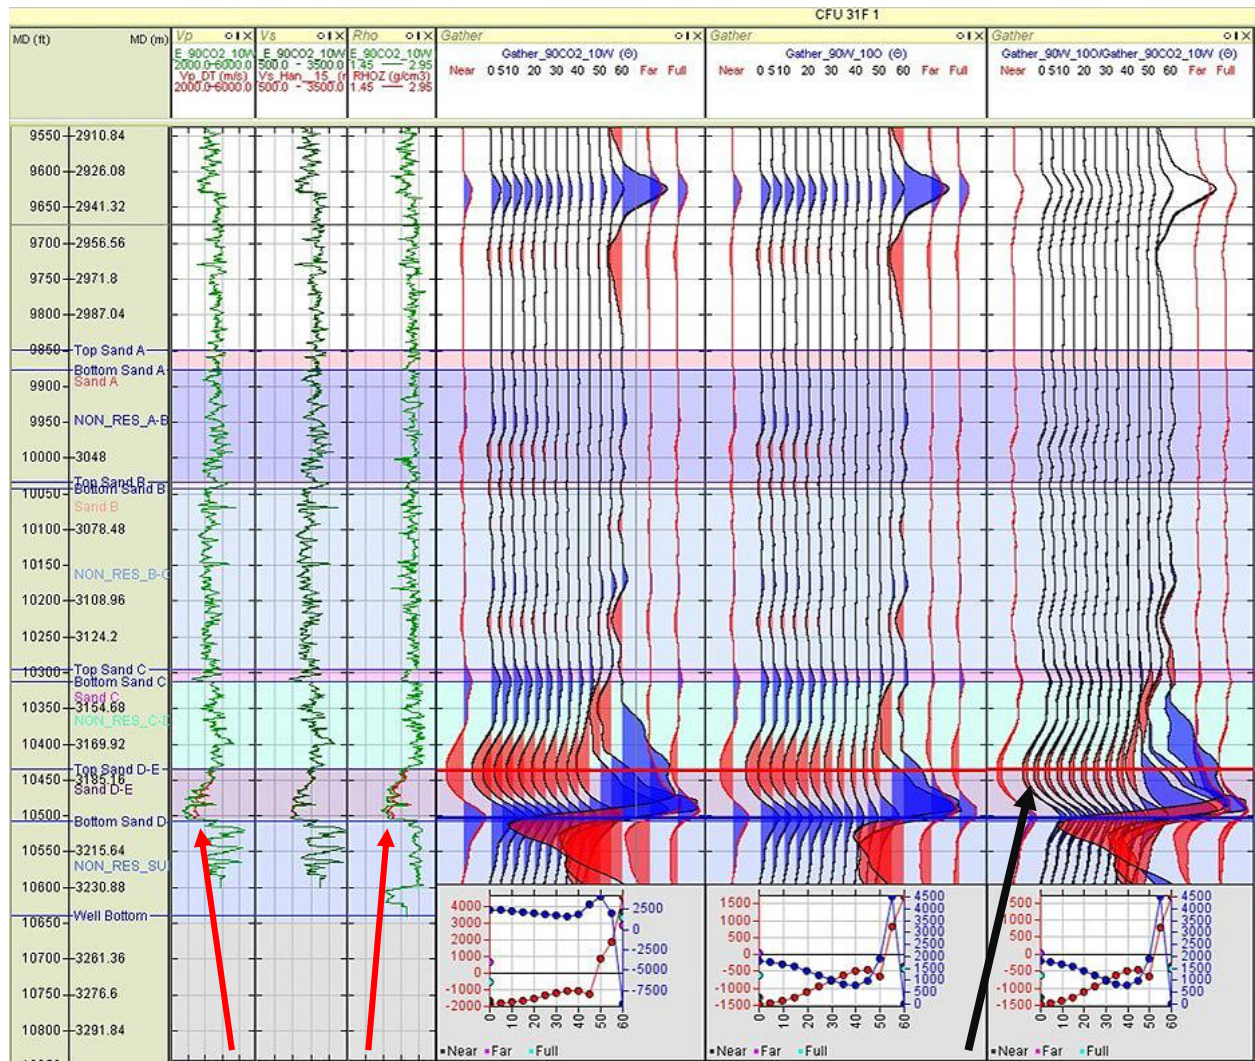 CFU 31F 1
MD (ft) MD (m) Vp Vs Rho Gather Gather Gather
E_90CO2_10W E_90CO2_10W E_90CO2_10W Gather_90CO2_10W (Θ) Gather_90W_10O (Θ) Gather_90W_10O/Gather_90CO2_10W (Θ)
2000.0-6000.0 500.0 - 3500.0 1.45 2.95
Vp_DT (m/s) Vs_Han__15_ RHOZ (g/cm3)
2000.0-6000.0 500.0 - 3500.0 1.45 2.95
Near 0 5 10 20 30 40 50 60 Far Full Near 0 5 10 20 30 40 50 60 Far Full Near 0 5 10 20 30 40 50 60 Far Full
9550 2910.84
9600 2926.08
9650 2941.32
9700 2956.56
9750 2971.8
9800 2987.04
9850 Top Sand A
Bottom Sand A
Sand A
9900
9950 NON_RES_A-B
10000 3048
Top Sand B
Bottom Sand B
10050
Sand B
10100 3078.48
10150
NON_RES_B-C
10200 3108.96
10250 3124.2
10300 Top Sand C
Bottom Sand C
Sand C
10350 3154.68
NON_RES_C-D
10400 3169.92
Top Sand D-E
10450 3185.16
Sand D-E
10500
Bottom Sand D-
10550 3215.64
NON_RES_SU
10600 3230.88
Well Bottom
10650
10700 3261.36
10750 3276.6
10800 3291.84
4000 3000 2000 1000 0 -1000 -2000
2500 0 -2500 -5000 -7500
0 10 20 30 40 50 60
Near Far Full
1500 1000 500 0 -500 -1000 -1500
4500 4000 3500 3000 2500 2000 1500 1000 500 0
0 10 20 30 40 50 60
Near Far Full
1500 1000 500 0 -500 -1000 -1500
4500 4000 3500 3000 2500 2000 1500 1000 500 0
0 10 20 30 40 50 60
Near Far Full